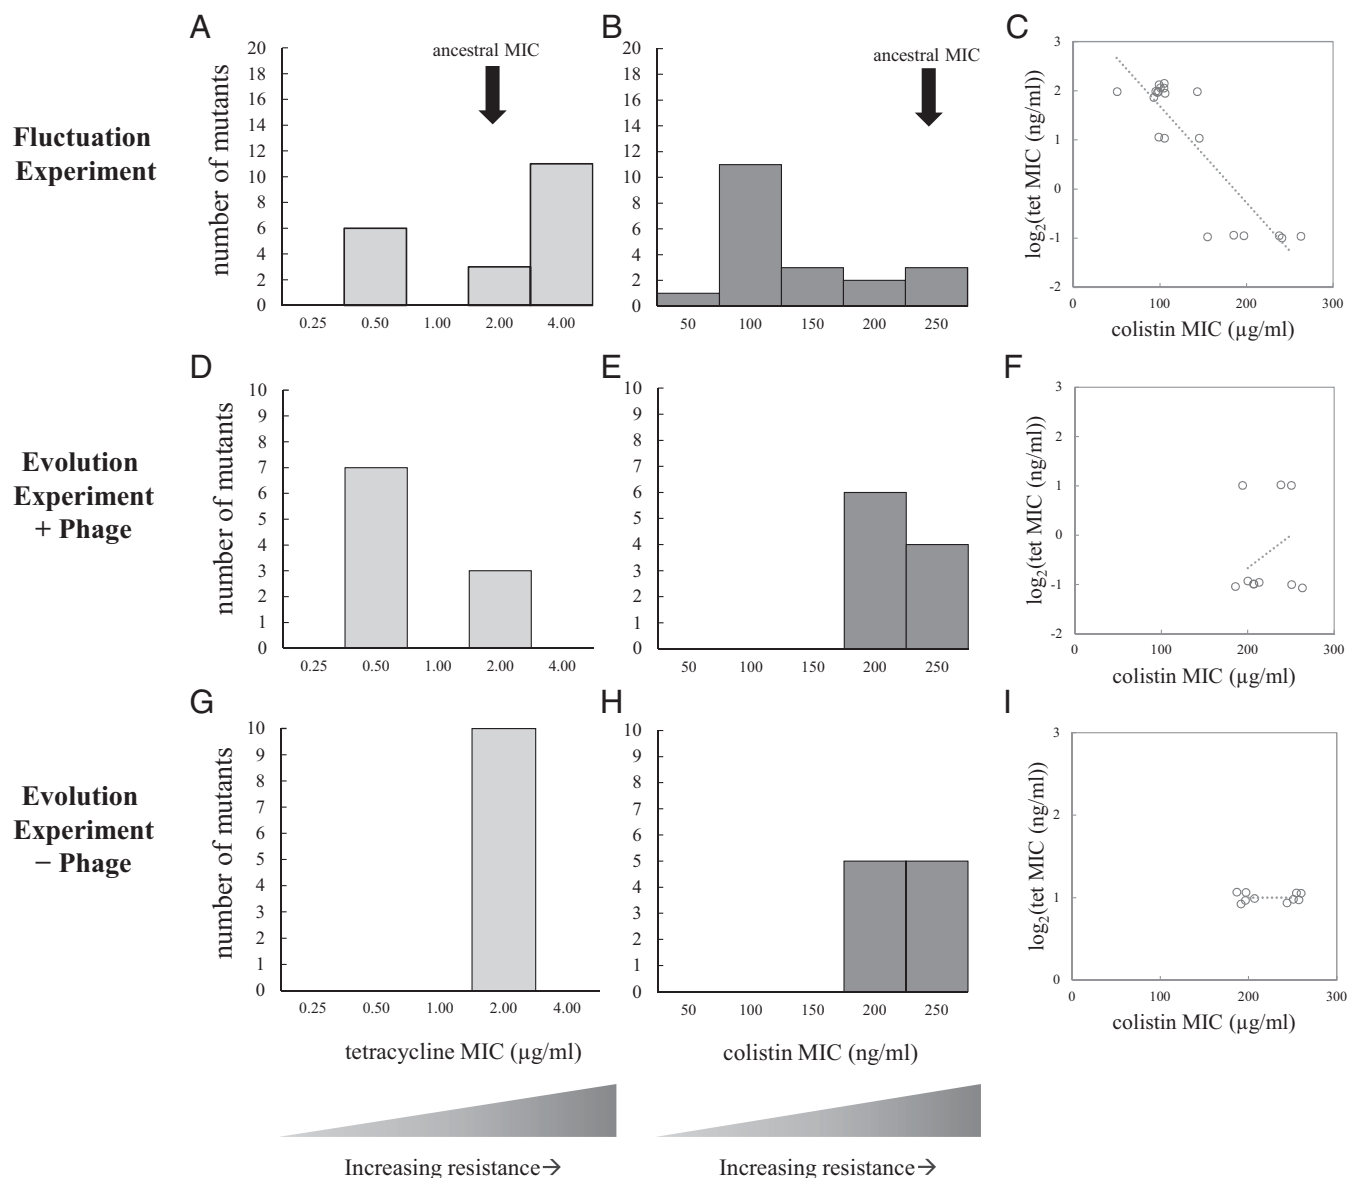 A
B
C
Fluctuation
Experiment
number of mutants
20
18
16
14
12
10
8
6
4
2
0
ancestral MIC
0.25 0.50 1.00 2.00 4.00
20
18
16
14
12
10
8
6
4
2
0
ancestral MIC
50 100 150 200 250
log₂(tet MIC (ng/ml))
3
2
1
0
-1
-2
0 100 200 300
colistin MIC (µg/ml)
D
E
F
Evolution
Experiment
+ Phage
number of mutants
10
9
8
7
6
5
4
3
2
1
0
0.25 0.50 1.00 2.00 4.00
10
9
8
7
6
5
4
3
2
1
0
50 100 150 200 250
log₂(tet MIC (ng/ml))
3
2
1
0
-1
-2
0 100 200 300
colistin MIC (µg/ml)
G
H
I
Evolution
Experiment
− Phage
number of mutants
10
9
8
7
6
5
4
3
2
1
0
0.25 0.50 1.00 2.00 4.00
tetracycline MIC (µg/ml)
10
9
8
7
6
5
4
3
2
1
0
50 100 150 200 250
colistin MIC (ng/ml)
log₂(tet MIC (ng/ml))
3
2
1
0
0 100 200 300
colistin MIC (µg/ml)
Increasing resistance→
Increasing resistance→